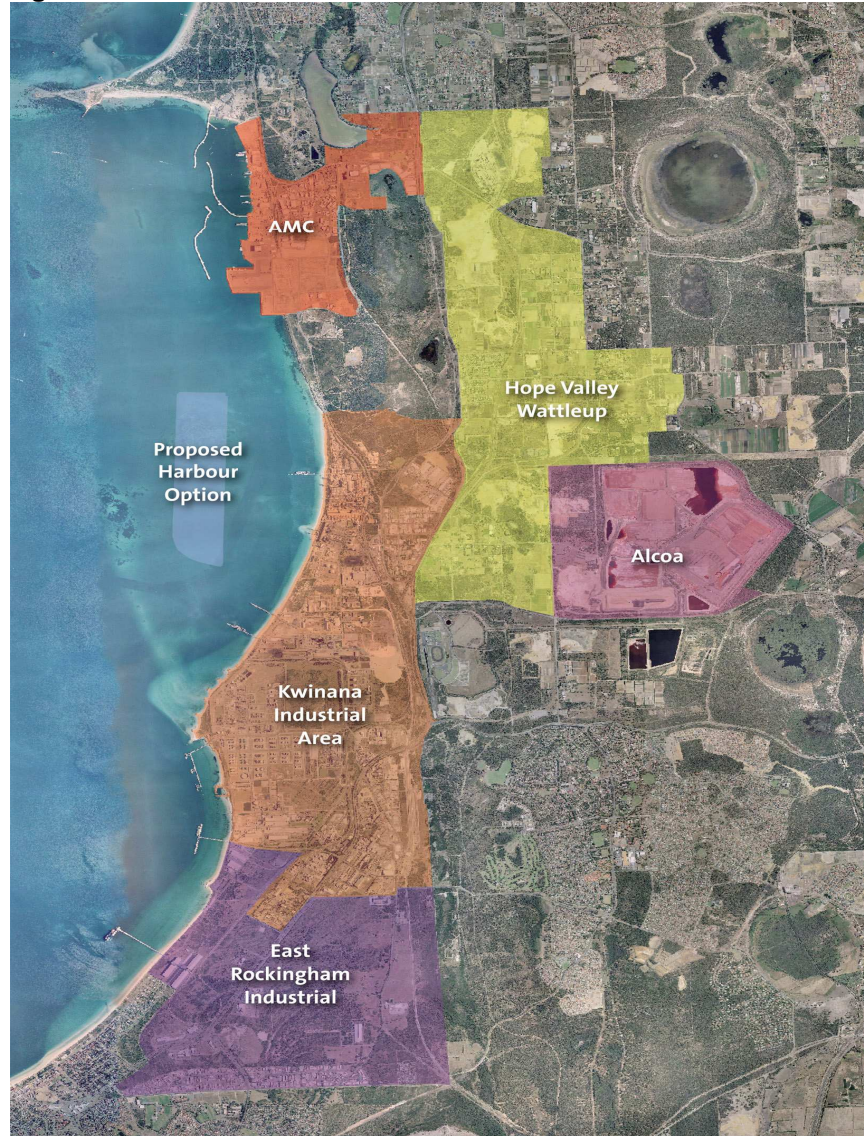 AMC
Hope Valley
Wattleup
Proposed
Harbour
Option
Alcoa
Kwinana
Industrial
Area
East
Rockingham
Industrial